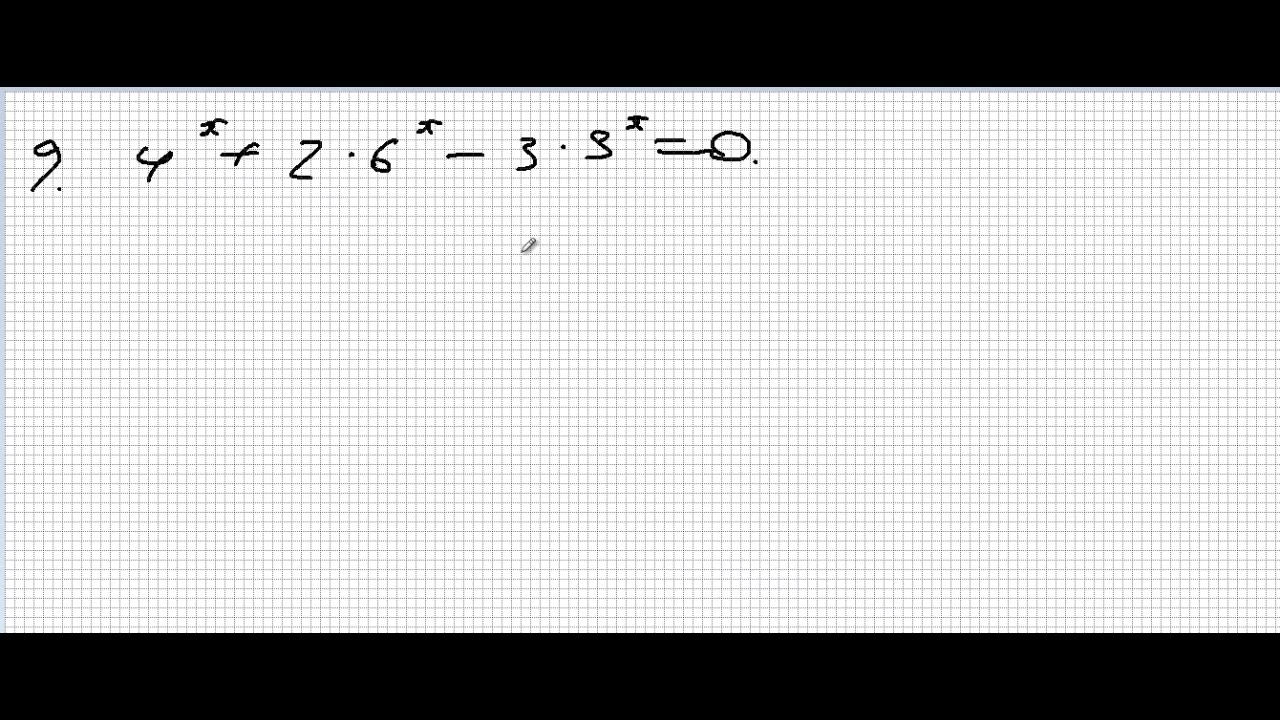 9. 4^x + 2 · 6^x − 3 · 9^x = 0.